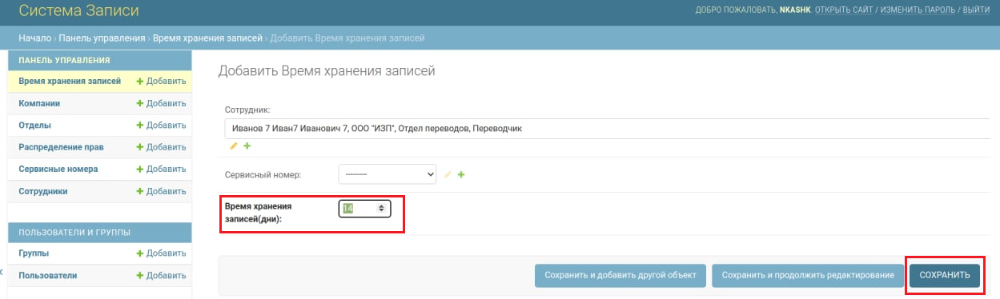 Система Записи
ДОБРО ПОЖАЛОВАТЬ, NKASHK. ОТКРЫТЬ САЙТ / ИЗМЕНИТЬ ПАРОЛЬ / ВЫЙТИ
Начало › Панель управления › Время хранения записей › Добавить Время хранения записей
ПАНЕЛЬ УПРАВЛЕНИЯ
Время хранения записей + Добавить
Компании + Добавить
Отделы + Добавить
Распределение прав + Добавить
Сервисные номера + Добавить
Сотрудники + Добавить
ПОЛЬЗОВАТЕЛИ И ГРУППЫ
Группы + Добавить
Пользователи + Добавить
Добавить Время хранения записей
Сотрудник:
Иванов 7 Иван7 Иванович 7, ООО "ИЗП", Отдел переводов, Переводчик
Сервисный номер: ---------
Время хранения
записей(дни):
14
Сохранить и добавить другой объект
Сохранить и продолжить редактирование
СОХРАНИТЬ